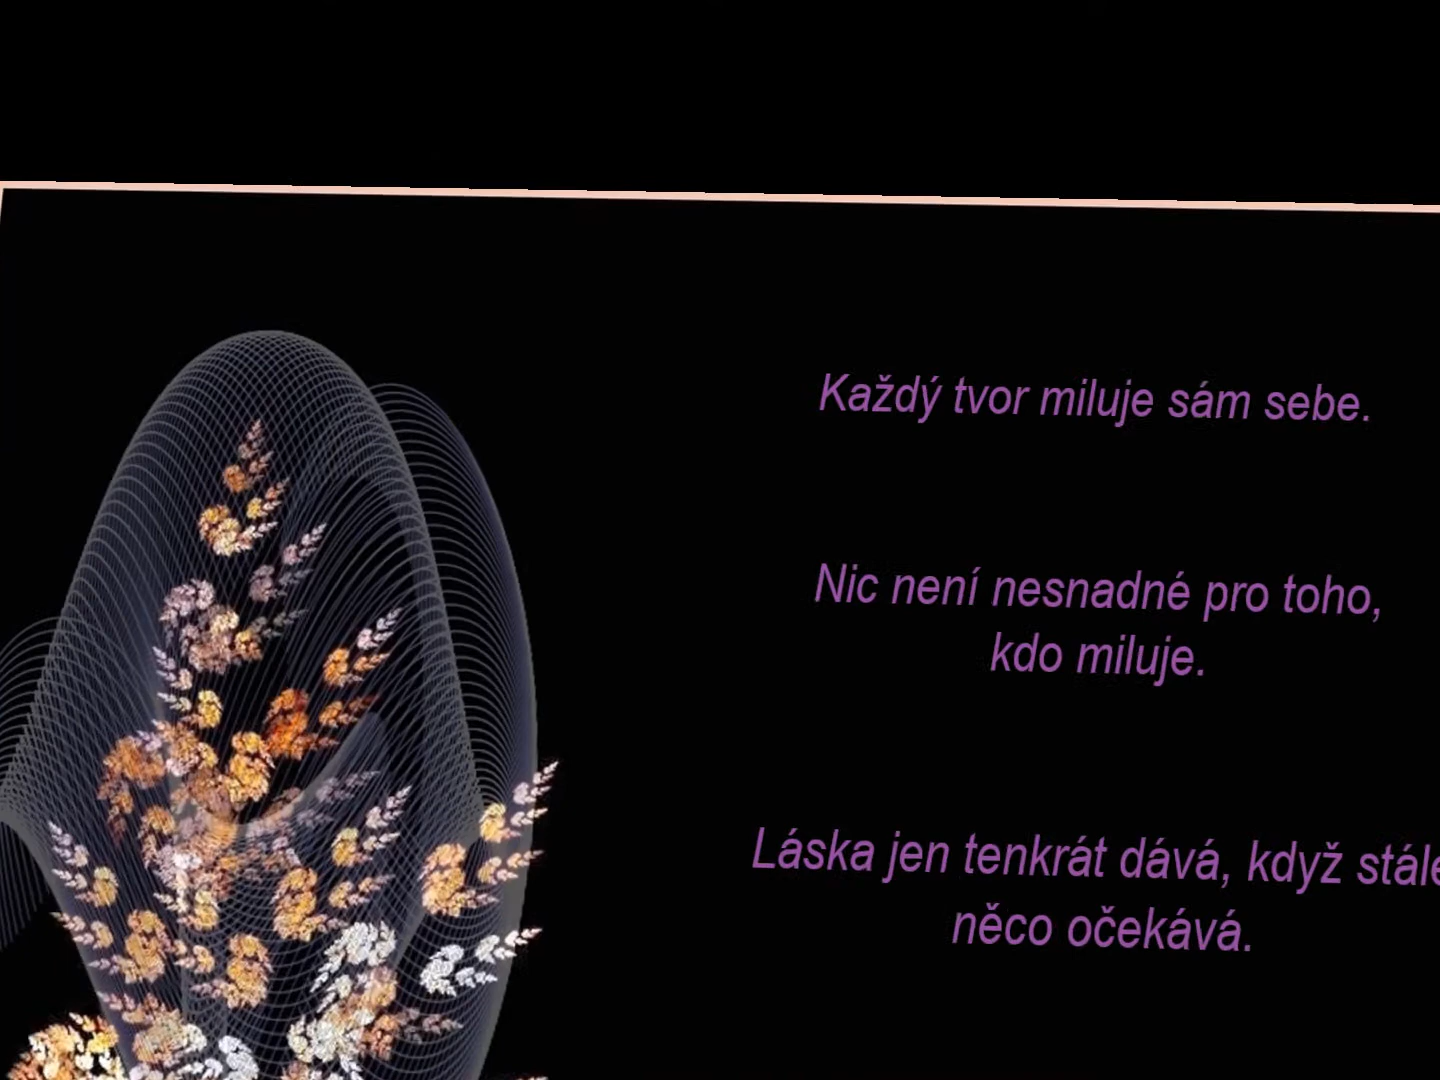 Každý tvor miluje sám sebe.
Nic není nesnadné pro toho,
kdo miluje.
Láska jen tenkrát dává, když stále
něco očekává.